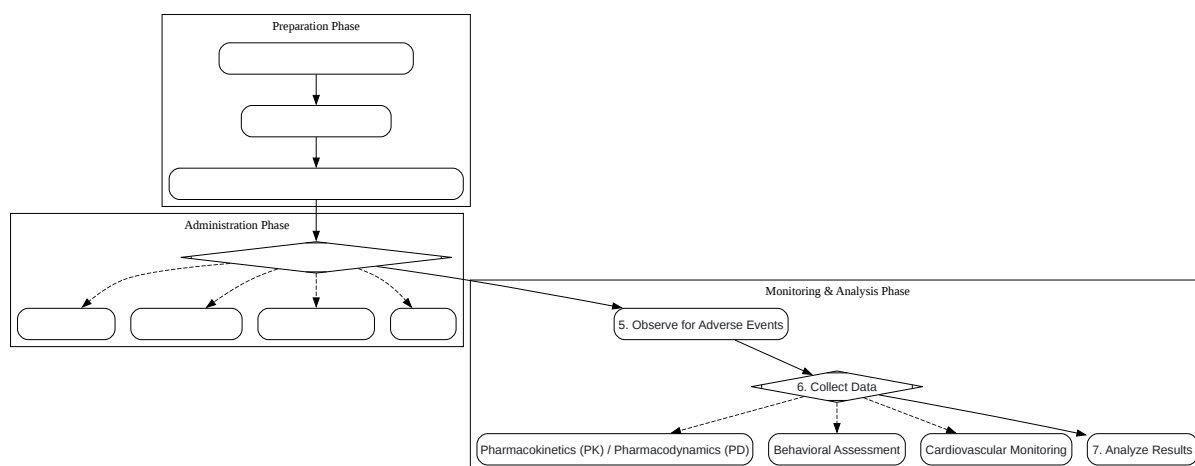 Preparation Phase
Administration Phase
Monitoring & Analysis Phase
5. Observe for Adverse Events
6. Collect Data
Pharmacokinetics (PK) / Pharmacodynamics (PD)
Behavioral Assessment
Cardiovascular Monitoring
7. Analyze Results